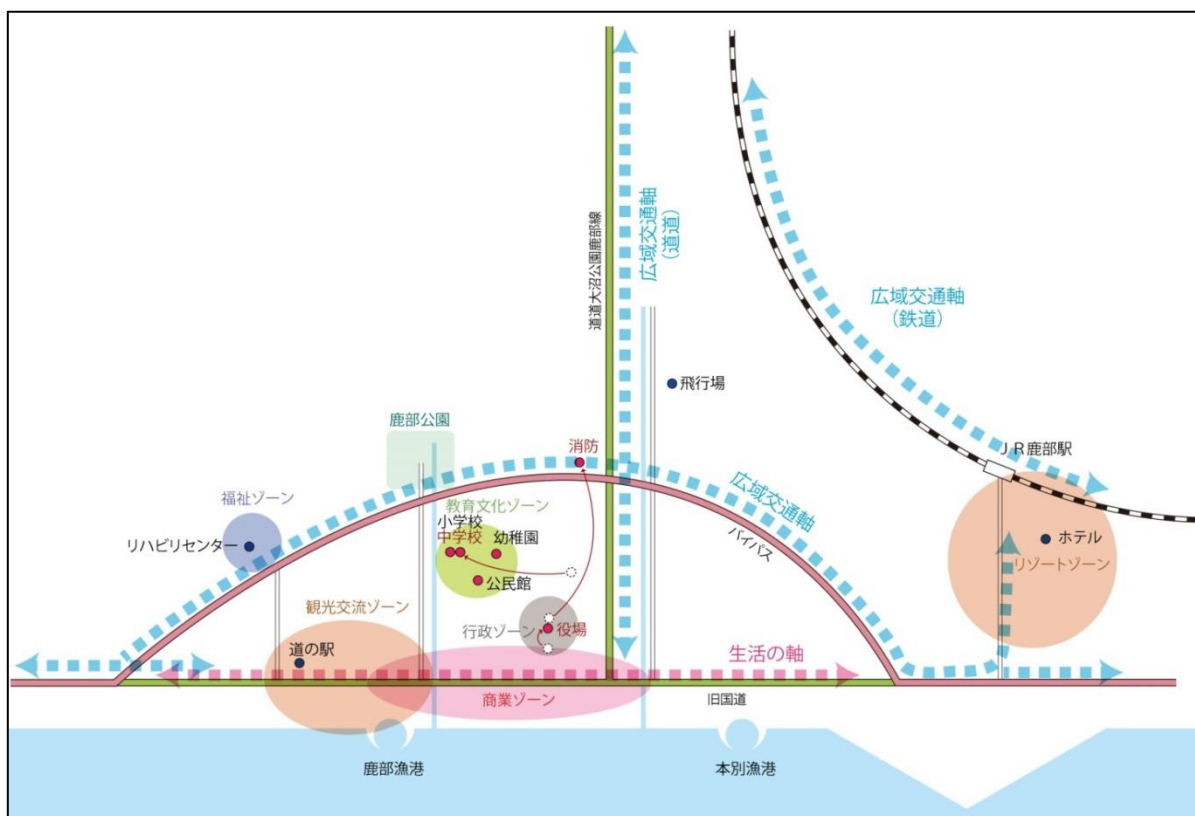 広域交通軸
(道道)
道道大沼公園鹿部線
広域交通軸
(鉄道)
飛行場
鹿部公園
消防
JR鹿部駅
広域交通軸
バイパス
福祉ゾーン
リハビリセンター
教育文化ゾーン
小学校
中学校
幼稚園
公民館
ホテル
リゾートゾーン
観光交流ゾーン
行政ゾーン
役場
道の駅
生活の軸
商業ゾーン
旧国道
鹿部漁港
本別漁港